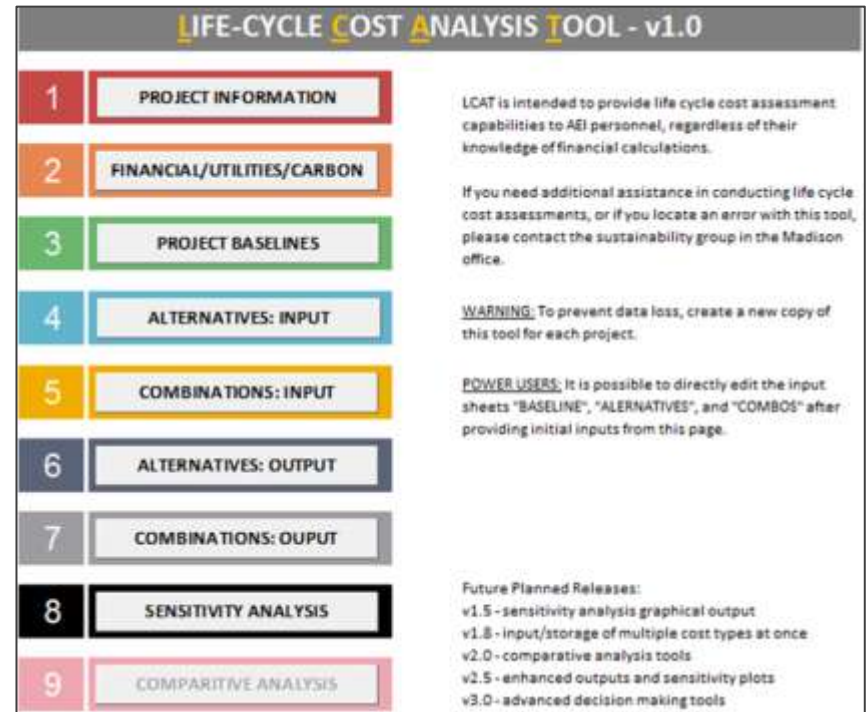 LIFE-CYCLE COST ANALYSIS TOOL - v1.0
1 PROJECT INFORMATION
2 FINANCIAL/UTILITIES/CARBON
3 PROJECT BASELINES
4 ALTERNATIVES: INPUT
5 COMBINATIONS: INPUT
6 ALTERNATIVES: OUTPUT
7 COMBINATIONS: OUPUT
8 SENSITIVITY ANALYSIS
9 COMPARITIVE ANALYSIS
LCAT is intended to provide life cycle cost assessment
capabilities to AEI personnel, regardless of their
knowledge of financial calculations.
If you need additional assistance in conducting life cycle
cost assessments, or if you locate an error with this tool,
please contact the sustainability group in the Madison
office.
WARNING: To prevent data loss, create a new copy of
this tool for each project.
POWER USERS: It is possible to directly edit the input
sheets "BASELINE", "ALERNATIVES", and "COMBOS" after
providing initial inputs from this page.
Future Planned Releases:
v1.5 - sensitivity analysis graphical output
v1.8 - input/storage of multiple cost types at once
v2.0 - comparative analysis tools
v2.5 - enhanced outputs and sensitivity plots
v3.0 - advanced decision making tools